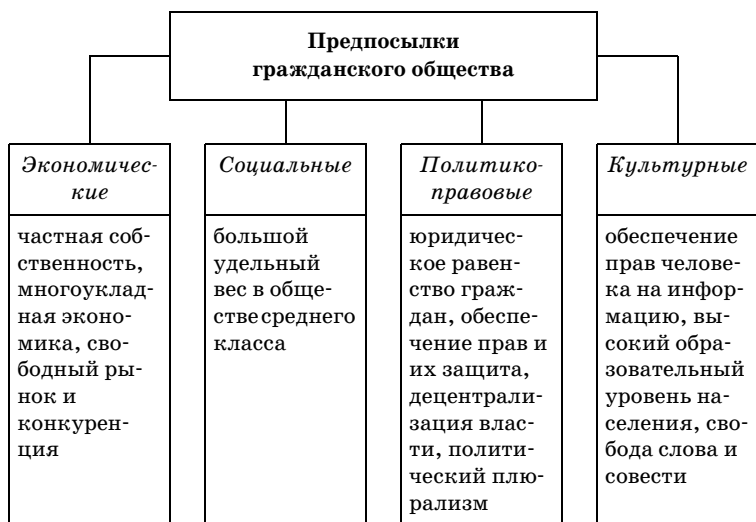 Предпосылки
гражданского общества
Экономичес-
кие
частная соб-
ственность,
многоуклад-
ная эконо-
мика, сво-
бодный ры-
нок и
конкурен-
ция
Социальные
большой
удельный
вес в обще-
ствесреднего
класса
Политико-
правовые
юридичес-
кое равен-
ство граж-
дан, обеспе-
чение прав и
их защита,
децентрали-
зация влас-
ти, полити-
ческий плю-
рализм
Культурные
обеспечение
прав челове-
ка на инфор-
мацию, вы-
сокий обра-
зовательный
уровень на-
селения, сво-
бода слова и
совести